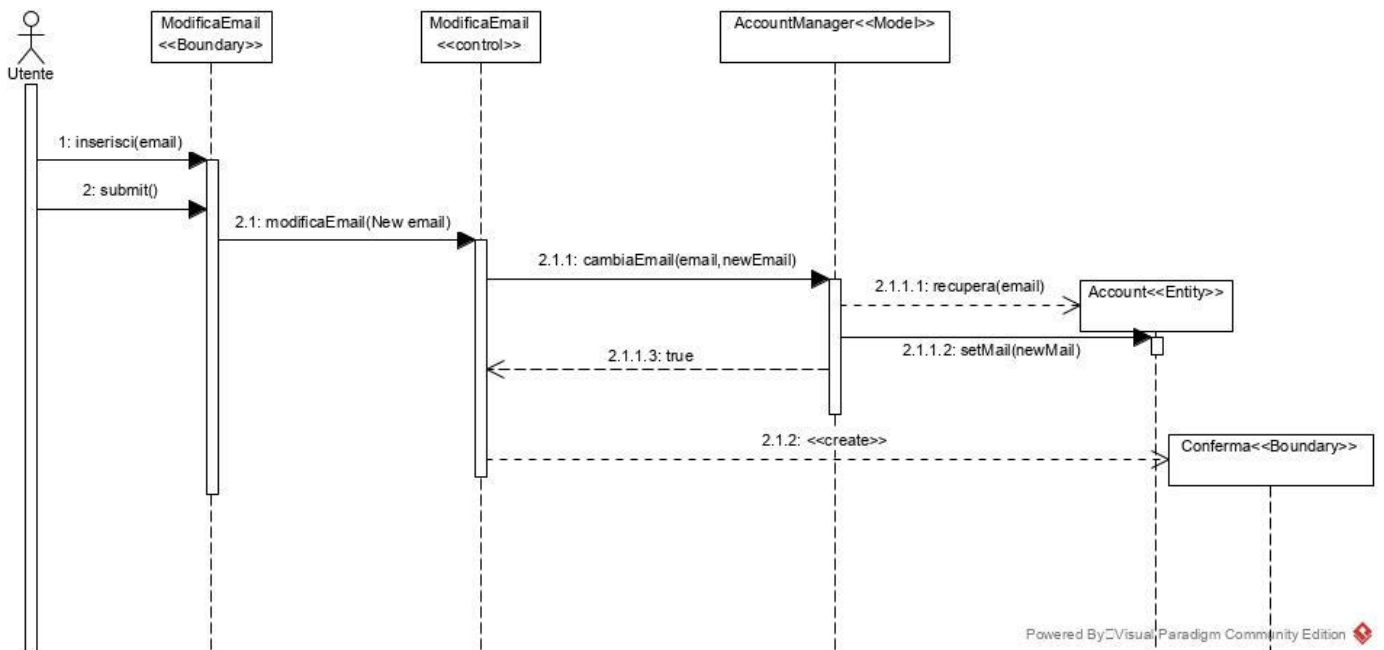 ModificaEmail
<<Boundary>>
ModificaEmail
<<control>>
AccountManager<<Model>>
Utente
1: inserisci(email)
2: submit()
2.1: modificaEmail(New email)
2.1.1: cambiaEmail(email,newEmail)
2.1.1.1: recupera(email)
Account<<Entity>>
2.1.1.2: setMail(newMail)
2.1.1.3: true
2.1.2: <<create>>
Conferma<<Boundary>>
Powered By□Visual Paradigm Community Edition